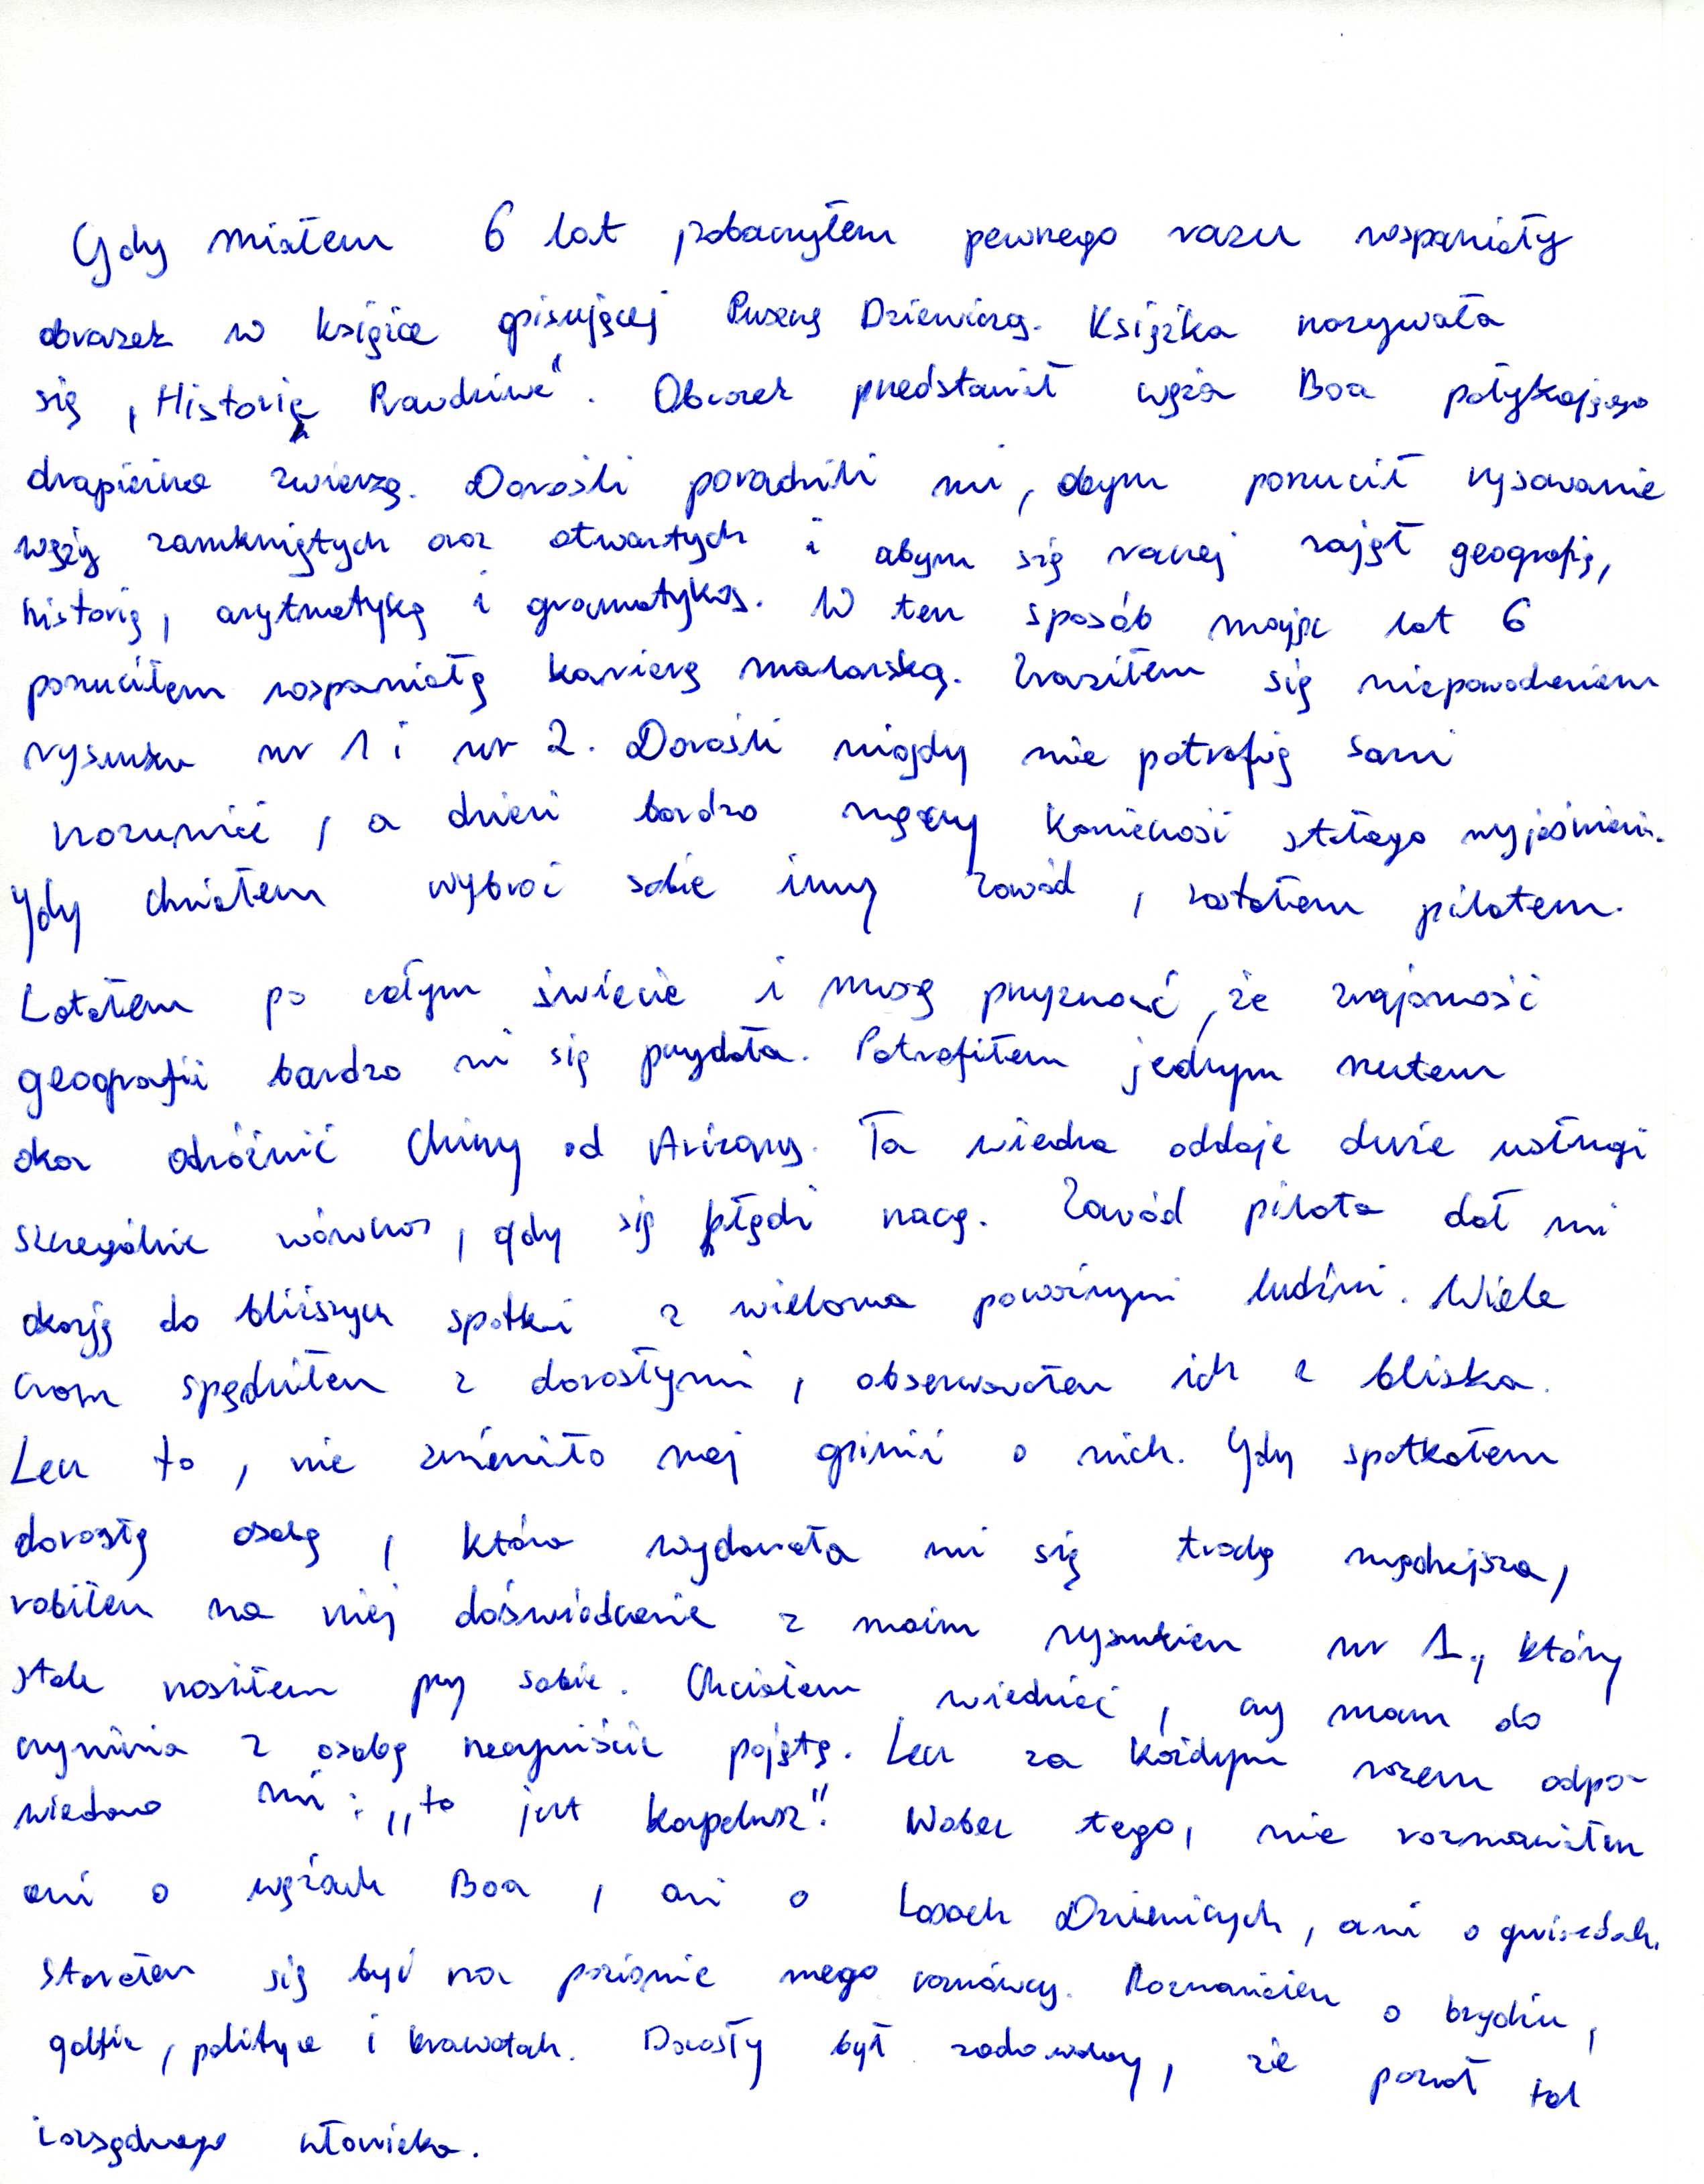 Gdy miałem 6 lat zobaczyłem pewnego razu wspaniały
obrazek w książce opisującej Puszczę Dziewiczą. Książka nazywała
się „Historię Prawdziwe". Obrazek przedstawił węża Boa połykającego
drapieżne zwierzę. Dorośli poradzili mi, abym porzucił rysowanie
węży zamkniętych oraz otwartych i abym się raczej zajął geografią,
historią, arytmetyką i gramatyką. W ten sposób mając lat 6
porzuciłem wspaniałą karierę malarską. Zraziłem się niepowodzeniem
rysunku nr 1 i nr 2. Dorośli nigdy nie potrafią sami
zrozumieć, a dzieci bardzo męczy konieczność stałego wyjaśniania.
Gdy chciałem wybrać sobie inny zawód, zostałem pilotem.
Latałem po całym świecie i muszę przyznać, że znajomość
geografii bardzo mi się przydała. Potrafiłem jednym rzutem
oka odróżnić Chiny od Arizony. Ta wiedza oddaje duże usługi
szczególnie wówczas, gdy się błądzi nocą. Zawód pilota dał mi
okazję do bliższych spotkań z wieloma poważnymi ludźmi. Wiele
czasu spędziłem z dorosłymi, obserwowałem ich z bliska.
Lecz to, nie zmieniło mej opinii o nich. Gdy spotkałem
dorosłą osobę, która wydawała mi się trochę mądrzejsza,
robiłem na niej doświadczenie z moim rysunkiem nr 1., który
stale nosiłem przy sobie. Chciałem wiedzieć, czy mam do
czynienia z osobą rzeczywiście pojętą. Lecz za każdym razem odpo-
wiedano mi: „to jest kapelusz". Wobec tego, nie rozmawiałem
ani o wężach Boa, ani o Lasach Dziewiczych, ani o gwiazdach.
Starałem się być na poziomie mego rozmówcy. Rozmawiałem o brydżu,
golfie, polityce i krawatach. Dorosły był zadowolony, że poznał tak
rozsądnego człowieka.